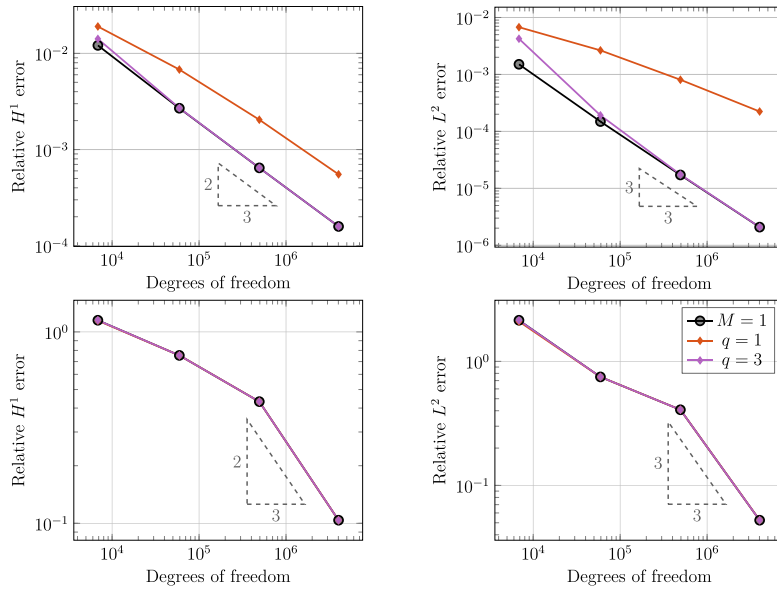 10^{-2}
10^{-3}
10^{-4}
Relative H^1 error
2
3
10^4
10^5
10^6
Degrees of freedom
10^{-2}
10^{-3}
10^{-4}
10^{-5}
10^{-6}
Relative L^2 error
3
3
10^4
10^5
10^6
Degrees of freedom
10^0
10^{-1}
Relative H^1 error
2
3
10^4
10^5
10^6
Degrees of freedom
10^0
10^{-1}
Relative L^2 error
M = 1
q = 1
q = 3
3
3
10^4
10^5
10^6
Degrees of freedom